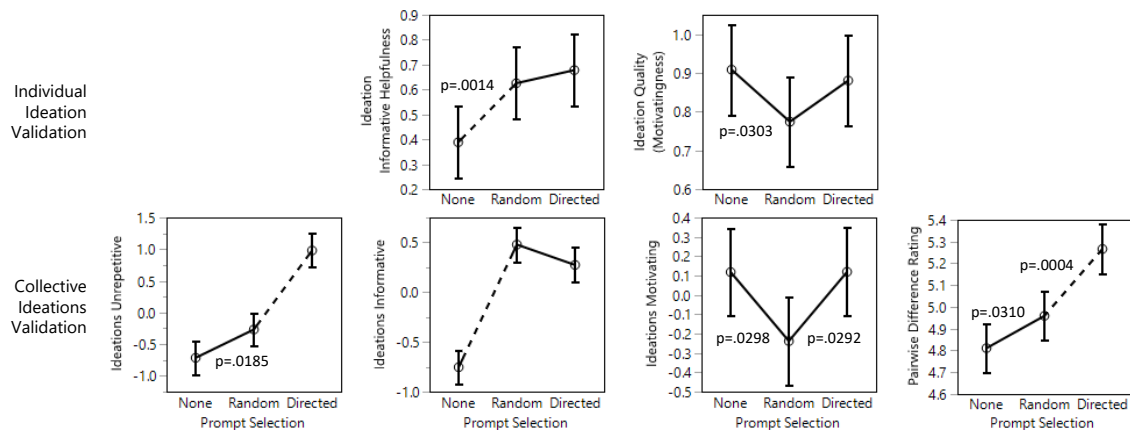 Individual
Ideation
Validation
Ideation
Informative Helpfulness
0.9
0.8
0.7
0.6
0.5
0.4
0.3
0.2
p=.0014
None Random Directed
Ideation Quality
(Motivatingness)
1.0
0.9
0.8
0.7
0.6
p=.0303
None Random Directed
Collective
Ideations
Validation
Ideations Unrepetitive
1.5
1.0
0.5
0.0
-0.5
-1.0
p=.0185
None Random Directed
Prompt Selection
Ideations Informative
0.5
0.0
-0.5
-1.0
None Random Directed
Prompt Selection
Ideations Motivating
0.4
0.3
0.2
0.1
0.0
-0.1
-0.2
-0.3
-0.4
-0.5
p=.0298
p=.0292
None Random Directed
Prompt Selection
Pairwise Difference Rating
5.4
5.3
5.2
5.1
5.0
4.9
4.8
4.7
4.6
p=.0004
p=.0310
None Random Directed
Prompt Selection